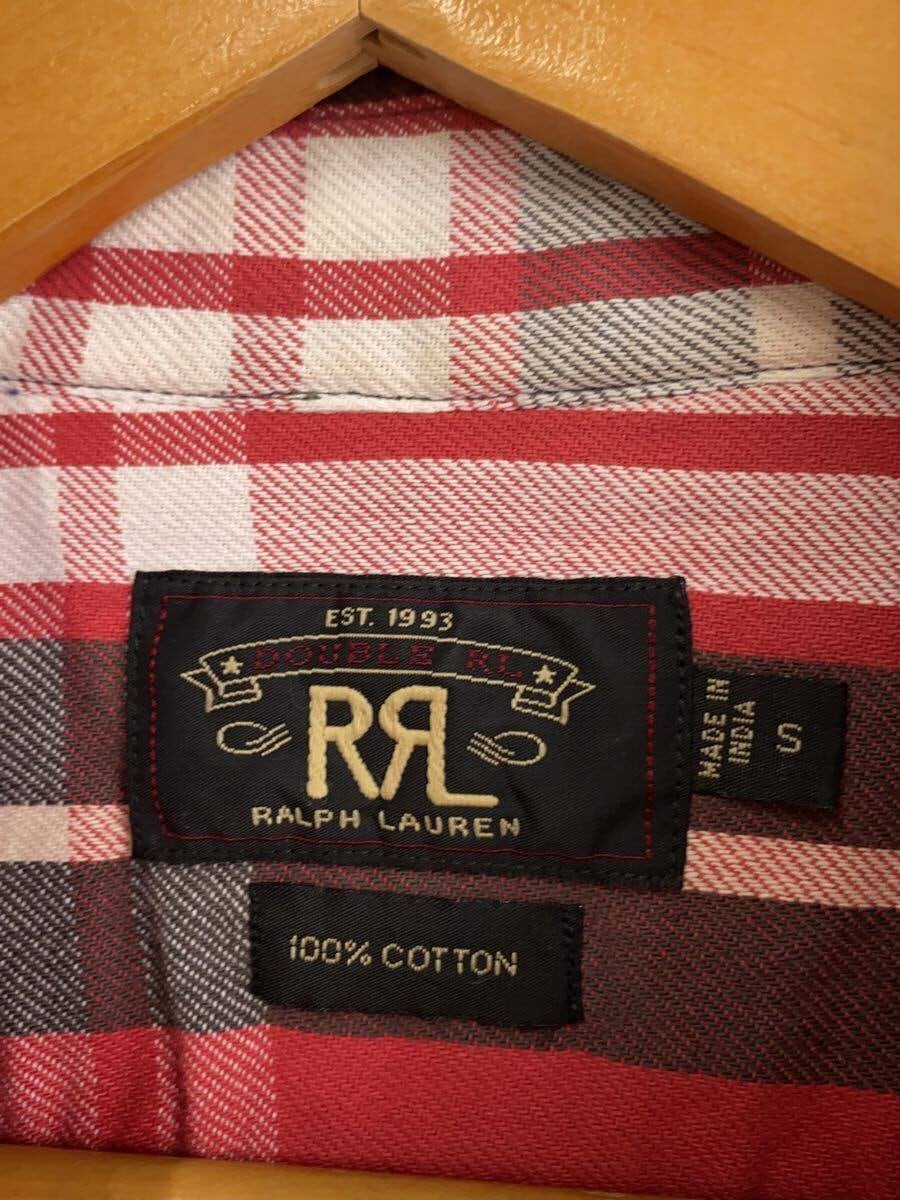 EST. 1993
DOUBLE RL
RRL
RALPH LAUREN
MADE IN
INDIA
S
100% COTTON